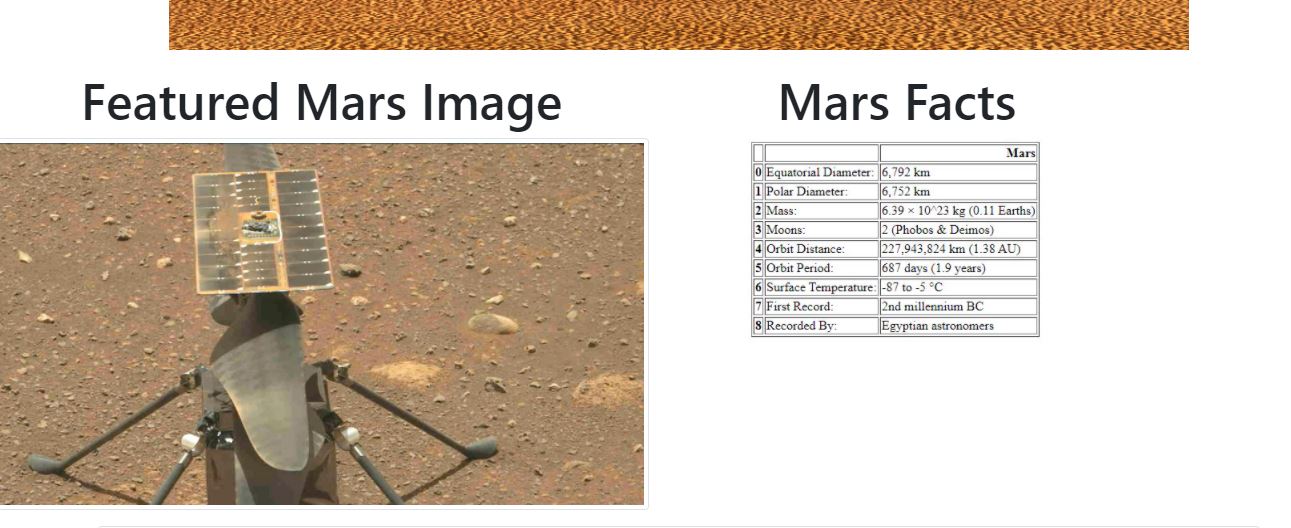 Featured Mars Image
Mars Facts
Mars
0 Equatorial Diameter: 6,792 km
1 Polar Diameter: 6,752 km
2 Mass: 6.39 × 10^23 kg (0.11 Earths)
3 Moons: 2 (Phobos & Deimos)
4 Orbit Distance: 227,943,824 km (1.38 AU)
5 Orbit Period: 687 days (1.9 years)
6 Surface Temperature: -87 to -5 °C
7 First Record: 2nd millennium BC
8 Recorded By: Egyptian astronomers